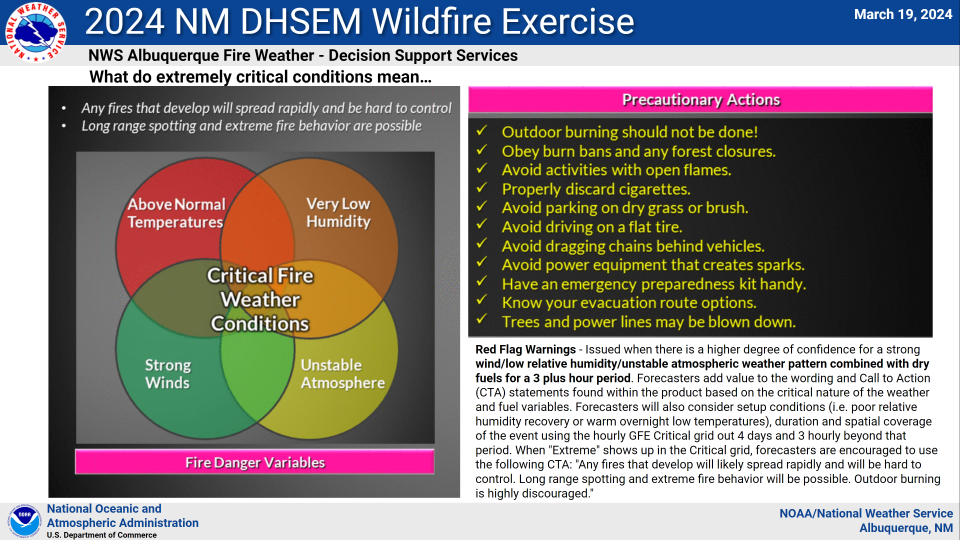 2024 NM DHSEM Wildfire Exercise
March 19, 2024
NATIONAL WEATHER SERVICE
NWS Albuquerque Fire Weather - Decision Support Services
What do extremely critical conditions mean…
• Any fires that develop will spread rapidly and be hard to control
• Long range spotting and extreme fire behavior are possible
Above Normal
Temperatures
Very Low
Humidity
Critical Fire
Weather
Conditions
Strong
Winds
Unstable
Atmosphere
Fire Danger Variables
Precautionary Actions
✓ Outdoor burning should not be done!
✓ Obey burn bans and any forest closures.
✓ Avoid activities with open flames.
✓ Properly discard cigarettes.
✓ Avoid parking on dry grass or brush.
✓ Avoid driving on a flat tire.
✓ Avoid dragging chains behind vehicles.
✓ Avoid power equipment that creates sparks.
✓ Have an emergency preparedness kit handy.
✓ Know your evacuation route options.
✓ Trees and power lines may be blown down.
Red Flag Warnings - Issued when there is a higher degree of confidence for a strong
wind/low relative humidity/unstable atmospheric weather pattern combined with dry
fuels for a 3 plus hour period. Forecasters add value to the wording and Call to Action
(CTA) statements found within the product based on the critical nature of the weather
and fuel variables. Forecasters will also consider setup conditions (i.e. poor relative
humidity recovery or warm overnight low temperatures), duration and spatial coverage
of the event using the hourly GFE Critical grid out 4 days and 3 hourly beyond that
period. When "Extreme" shows up in the Critical grid, forecasters are encouraged to use
the following CTA: "Any fires that develop will likely spread rapidly and will be hard to
control. Long range spotting and extreme fire behavior will be possible. Outdoor burning
is highly discouraged."
NOAA
National Oceanic and
Atmospheric Administration
U.S. Department of Commerce
NOAA/National Weather Service
Albuquerque, NM